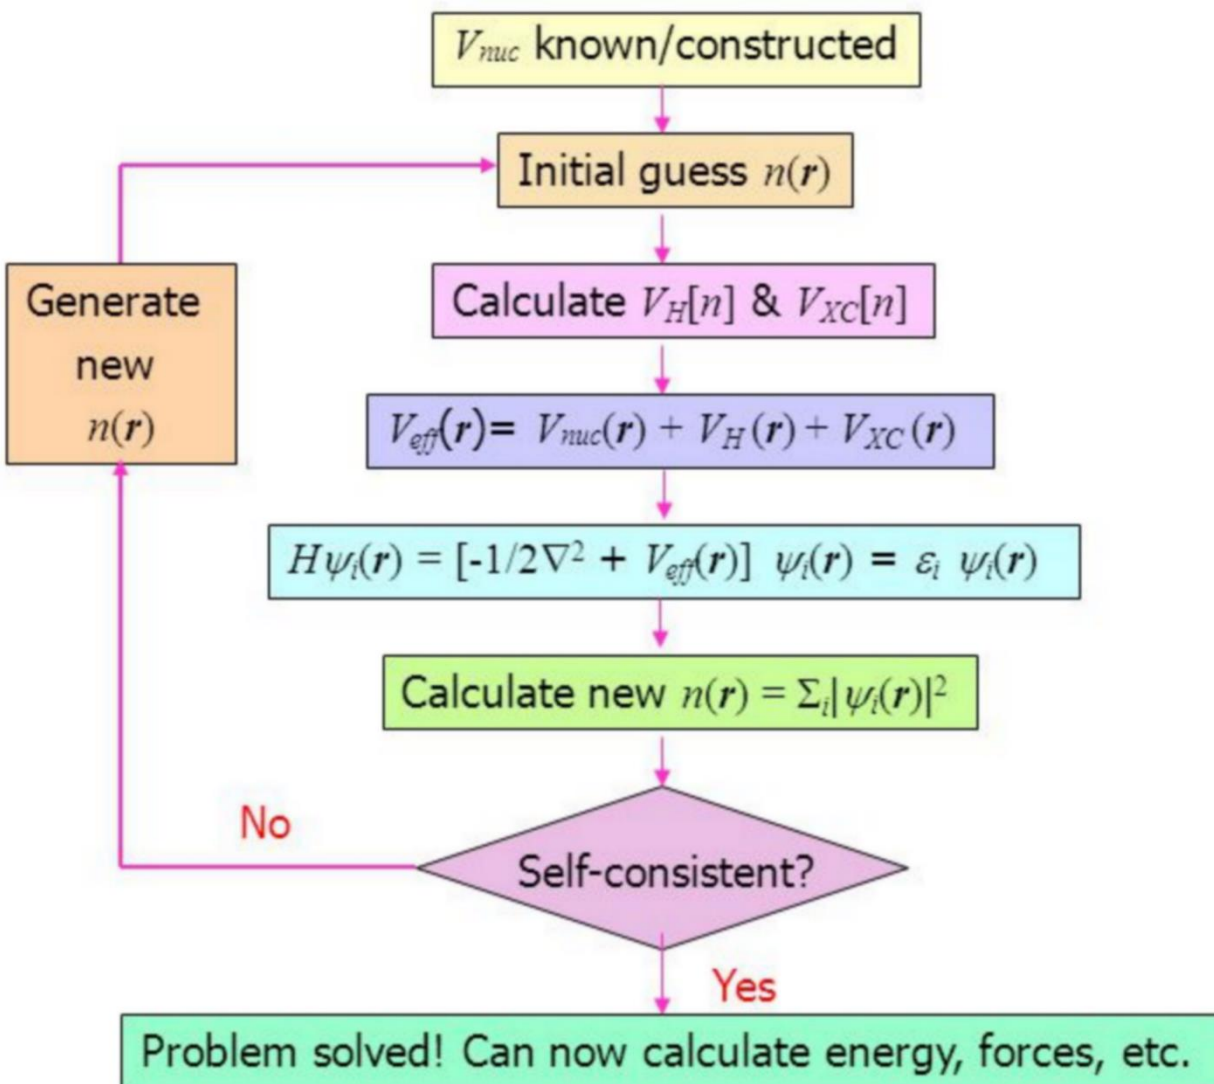 V_nuc known/constructed
Initial guess n(r)
Generate
new
n(r)
Calculate V_H[n] & V_XC[n]
V_eff(r)= V_nuc(r) + V_H(r) + V_XC(r)
Hψ_i(r) = [-1/2∇² + V_eff(r)] ψ_i(r) = ε_i ψ_i(r)
Calculate new n(r) = Σ_i|ψ_i(r)|²
No
Self-consistent?
Yes
Problem solved! Can now calculate energy, forces, etc.